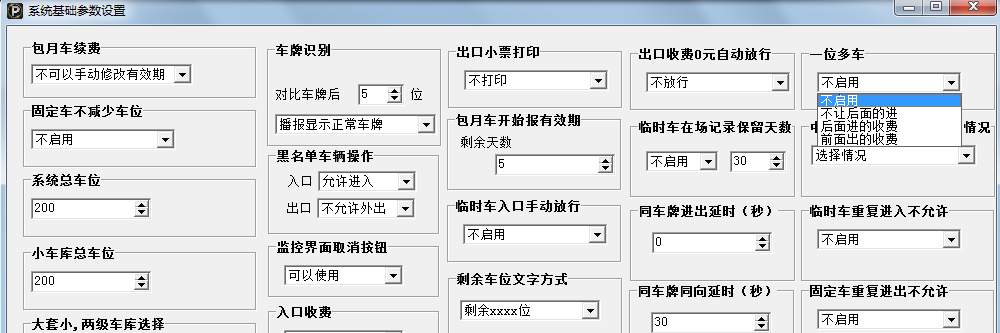 系统基础参数设置
包月车续费
不可以手动修改有效期
固定车不减少车位
不启用
系统总车位
200
小车库总车位
200
大套小,两级车库选择
车牌识别
对比车牌后 5 位
播报显示正常车牌
黑名单车辆操作
入口 允许进入
出口 不允许外出
监控界面取消按钮
可以使用
入口收费
出口小票打印
不打印
包月车开始报有效期
剩余天数
5
临时车入口手动放行
不启用
剩余车位文字方式
剩余xxxx位
出口收费0元自动放行
不放行
临时车在场记录保留天数
不启用 30
同车牌进出延时（秒）
0
同车牌同向延时（秒）
30
一位多车
不启用
不启用
不让后面的进
后面进的收费
前面出的收费
情况
选择情况
临时车重复进入不允许
不启用
固定车重复进出不允许
不启用